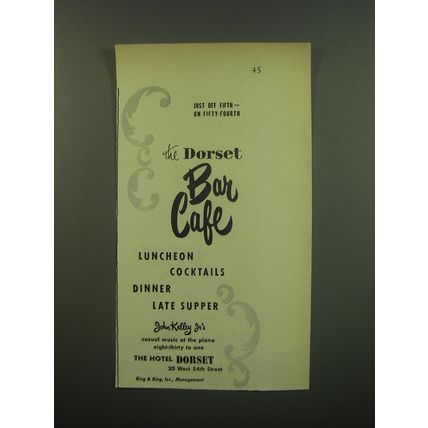 45
JUST OFF FIFTH—
ON FIFTY-FOURTH
the Dorset
Bar
Cafe
LUNCHEON
COCKTAILS
DINNER
LATE SUPPER
John Kelley Jr's
casual music at the piano
eight-thirty to one
THE HOTEL DORSET
20 West 54th Street
Bing & Bing, Inc., Management